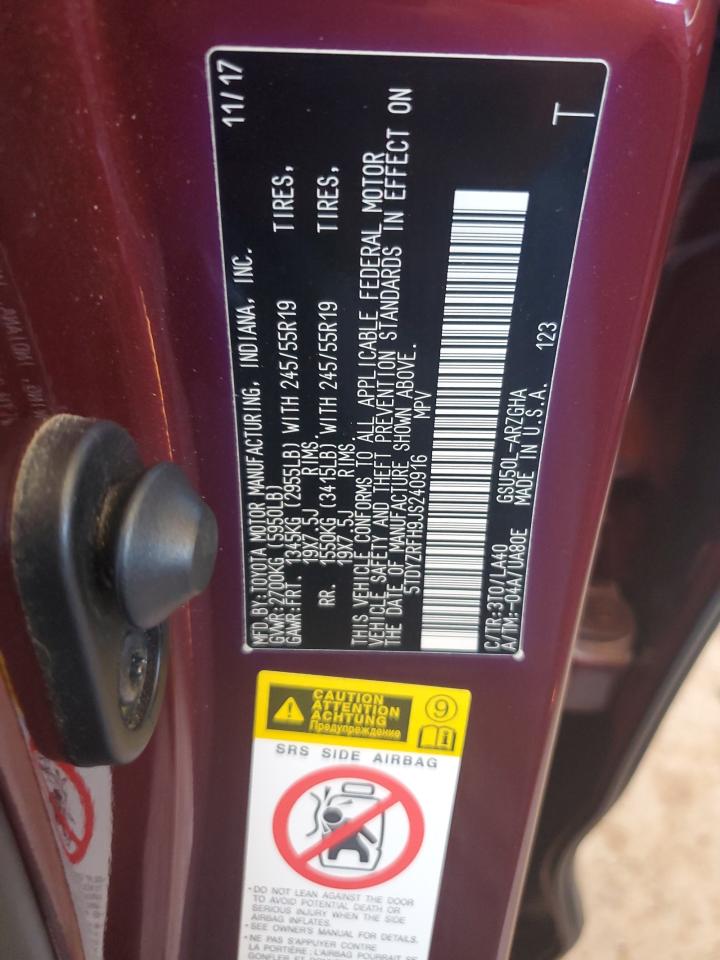 11/17
MFD.BY:TOYOTA MOTOR MANUFACTURING, INDIANA, INC.
GVWR:2700KG (5950LB)
GAWR:FRT. 1345KG (2955LB) WITH 245/55R19 TIRES,
19X7.5J RIMS.
RR. 1550KG (3415LB) WITH 245/55R19 TIRES,
19X7.5J RIMS.
THIS VEHICLE CONFORMS TO ALL APPLICABLE FEDERAL MOTOR
VEHICLE SAFETY AND THEFT PREVENTION STANDARDS IN EFFECT ON
THE DATE OF MANUFACTURE SHOWN ABOVE.
5TDYZRFH9JS240916 MPV
C/TR:3T0/LA40 GSU50L-ARZGHA
A/TM:-04A/UA80E MADE IN U.S.A. 123
T
CAUTION
ATTENTION
ACHTUNG
Предупреждение
9
SRS SIDE AIRBAG
• DO NOT LEAN AGAINST THE DOOR
TO AVOID POTENTIAL DEATH OR
SERIOUS INJURY WHEN THE SIDE
AIRBAG INFLATES.
• SEE OWNER'S MANUAL FOR DETAILS.
• NE PAS S'APPUYER CONTRE
LA PORTIÈRE; L'AIRBAG POURRAIT SE
GONFLER ET